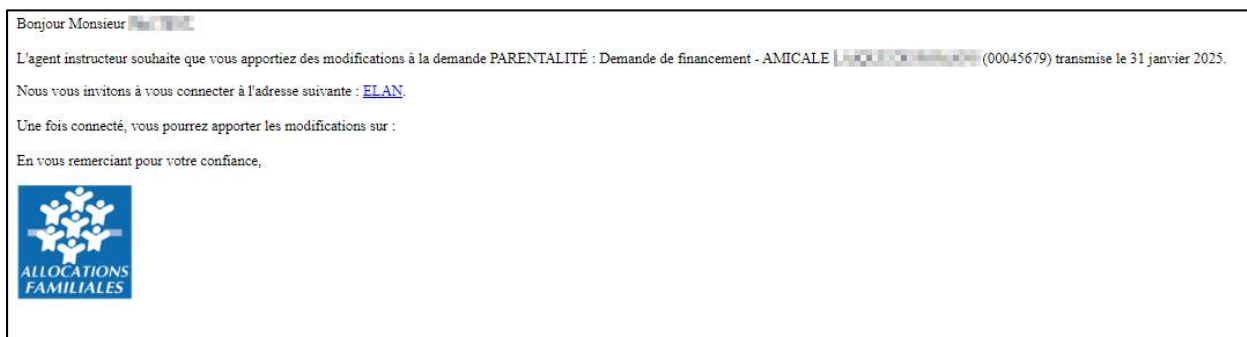 Bonjour Monsieur
L'agent instructeur souhaite que vous apportiez des modifications à la demande PARENTALITÉ : Demande de financement - AMICALE (00045679) transmise le 31 janvier 2025.
Nous vous invitons à vous connecter à l'adresse suivante : ELAN.
Une fois connecté, vous pourrez apporter les modifications sur :
En vous remerciant pour votre confiance,
ALLOCATIONS
FAMILIALES